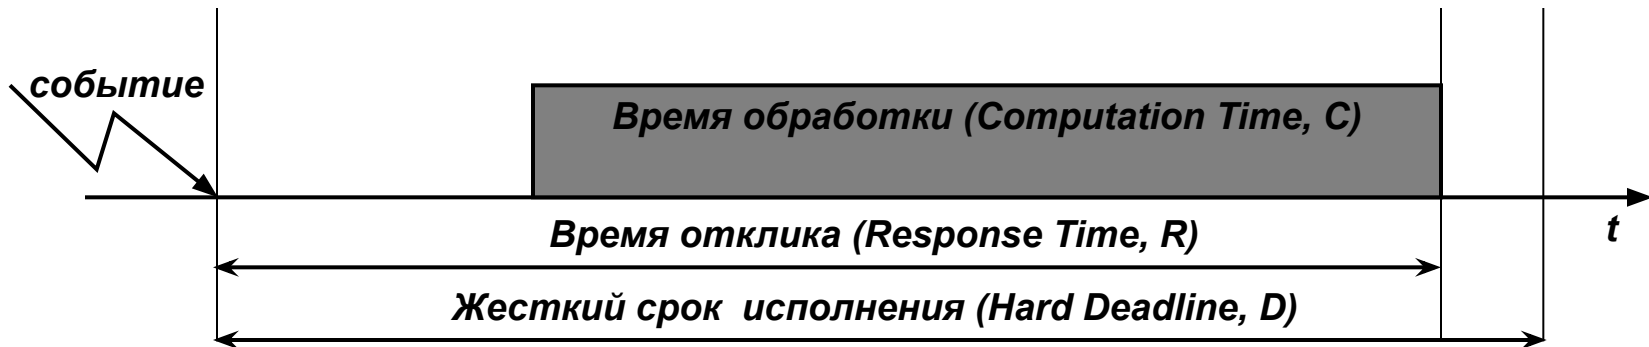 событие
Время обработки (Computation Time, C)
Время отклика (Response Time, R)
t
Жесткий срок исполнения (Hard Deadline, D)